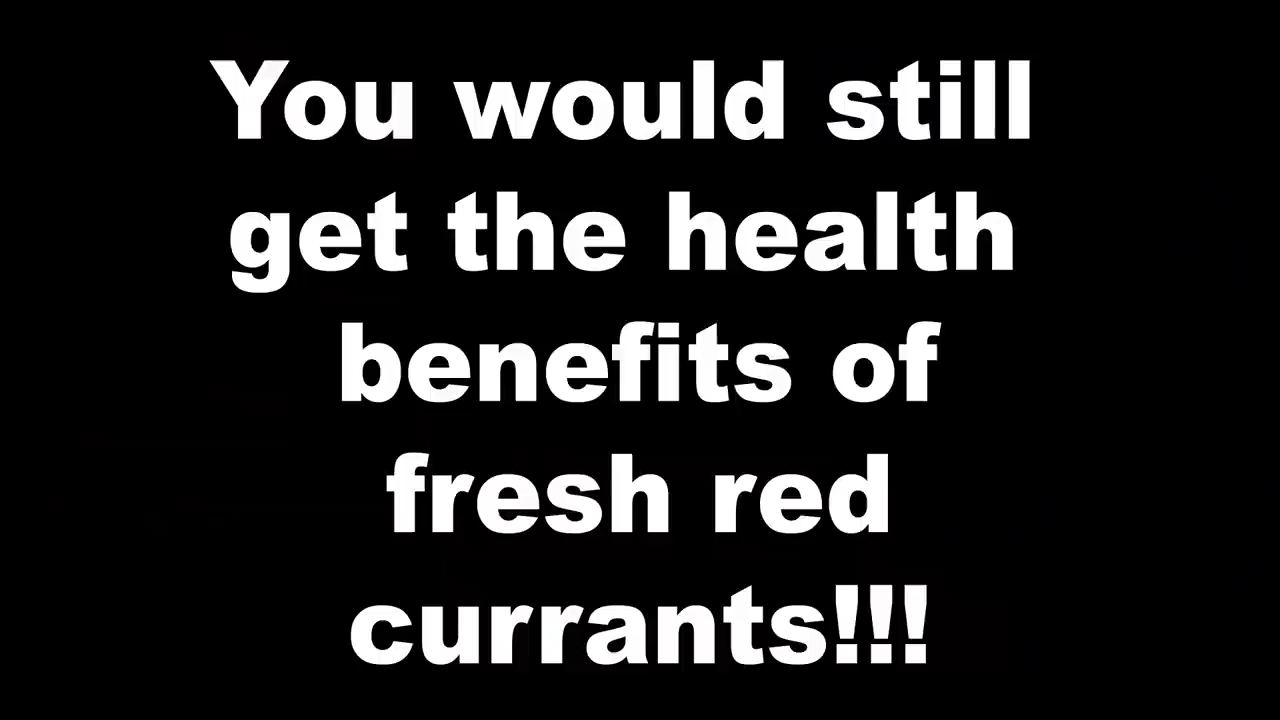 You would still
get the health
benefits of
fresh red
currants!!!